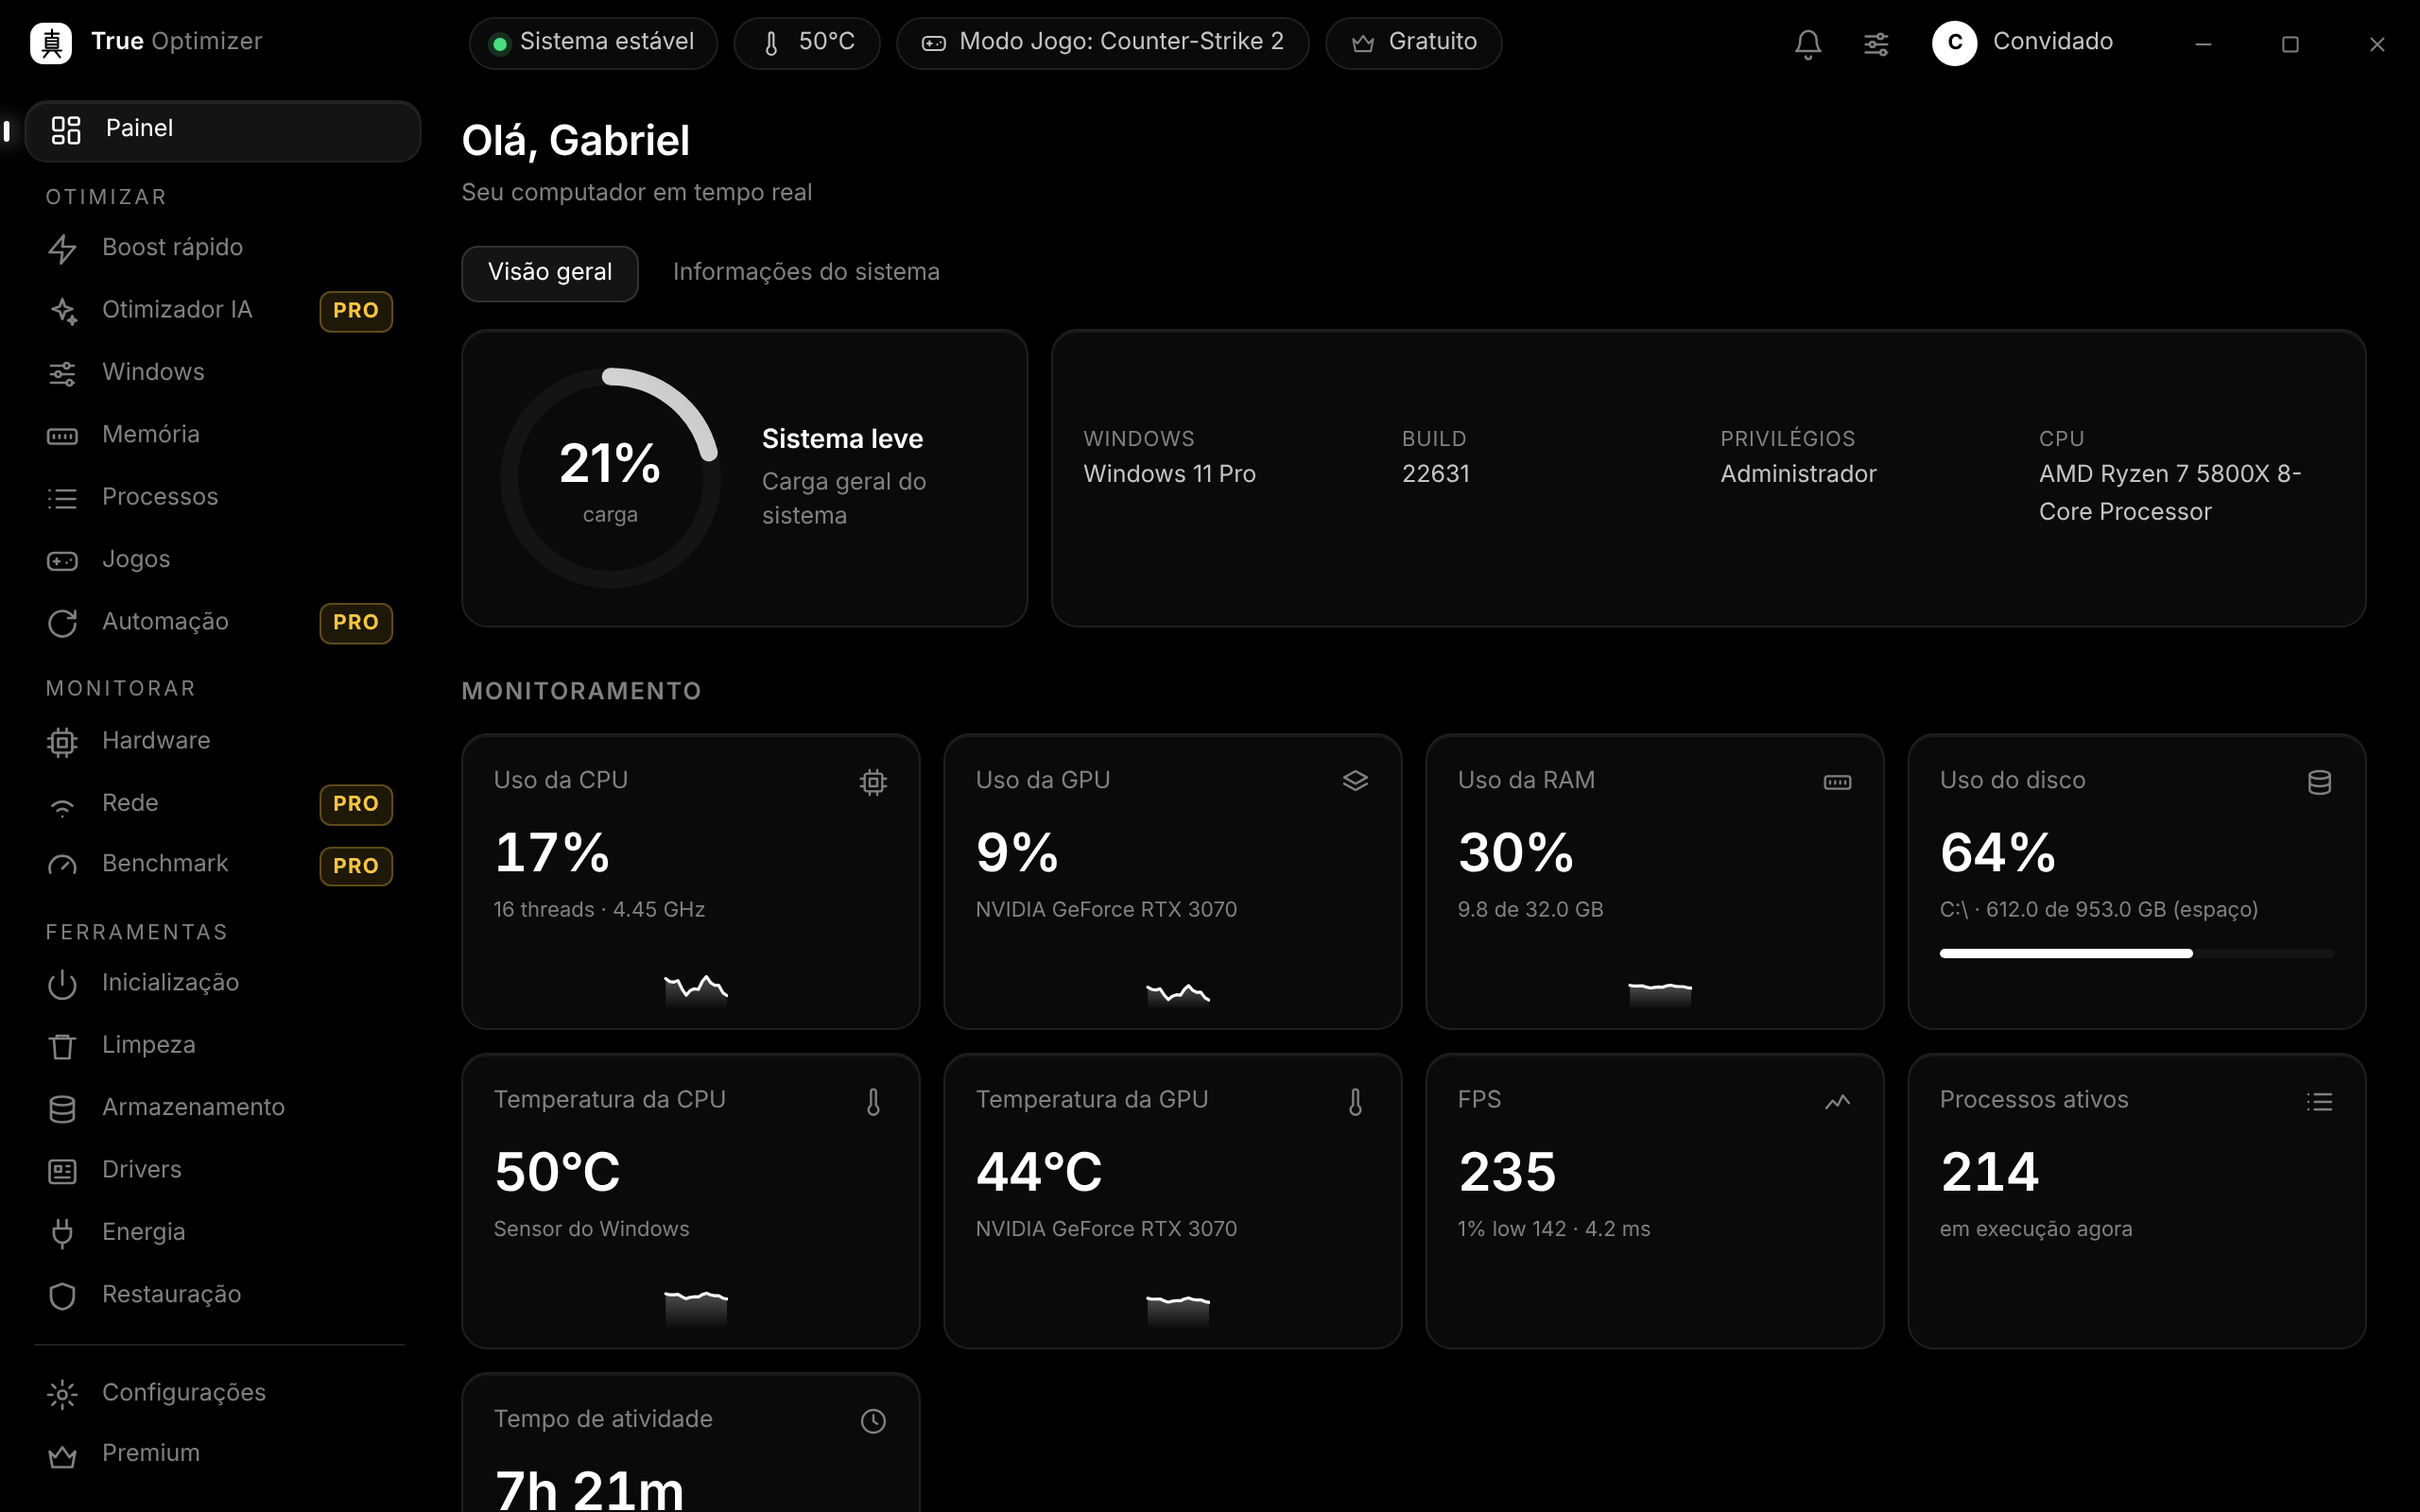 真 True Optimizer
Sistema estável
50°C
Modo Jogo: Counter-Strike 2
Gratuito
C Convidado
Painel
OTIMIZAR
Boost rápido
Otimizador IA PRO
Windows
Memória
Processos
Jogos
Automação PRO
MONITORAR
Hardware
Rede PRO
Benchmark PRO
FERRAMENTAS
Inicialização
Limpeza
Armazenamento
Drivers
Energia
Restauração
Configurações
Premium
Olá, Gabriel
Seu computador em tempo real
Visão geral
Informações do sistema
21%
carga
Sistema leve
Carga geral do
sistema
WINDOWS
Windows 11 Pro
BUILD
22631
PRIVILÉGIOS
Administrador
CPU
AMD Ryzen 7 5800X 8-
Core Processor
MONITORAMENTO
Uso da CPU
17%
16 threads · 4.45 GHz
Uso da GPU
9%
NVIDIA GeForce RTX 3070
Uso da RAM
30%
9.8 de 32.0 GB
Uso do disco
64%
C:\ · 612.0 de 953.0 GB (espaço)
Temperatura da CPU
50°C
Sensor do Windows
Temperatura da GPU
44°C
NVIDIA GeForce RTX 3070
FPS
235
1% low 142 · 4.2 ms
Processos ativos
214
em execução agora
Tempo de atividade
7h 21m